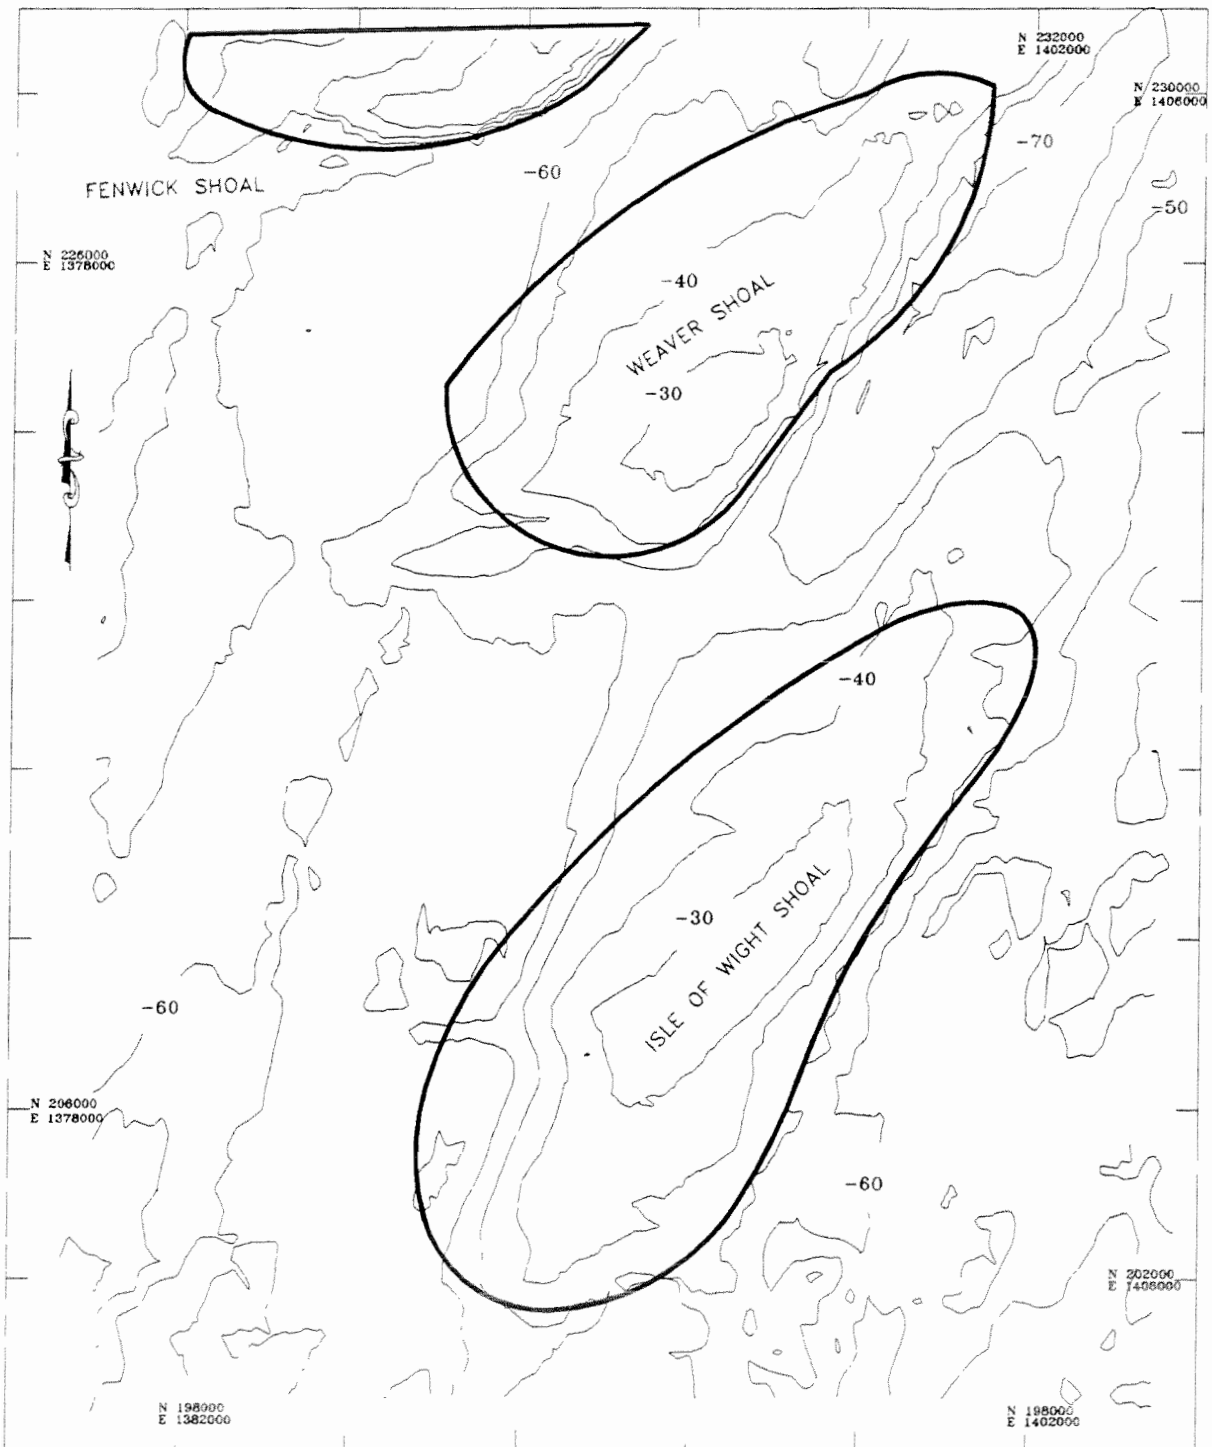 N 232000
E 1402000
N 230000
E 1406000
-70
-60
FENWICK SHOAL
-50
N 226000
E 1378000
-40
WEAVER SHOAL
-30
-40
-30
ISLE OF WIGHT SHOAL
-60
N 206000
E 1378000
-60
N 202000
E 1406000
N 198000
E 1382000
N 198000
E 1402000